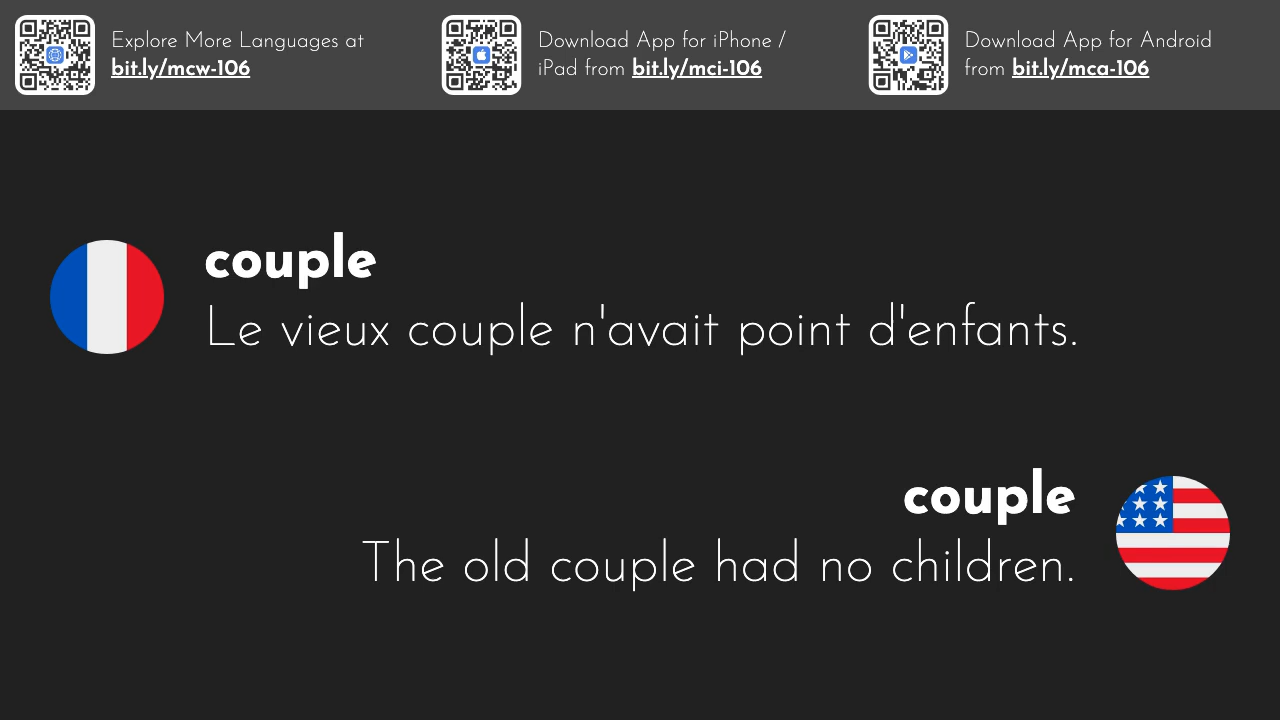 Explore More Languages at
bit.ly/mcw-106
Download App for iPhone /
iPad from bit.ly/mci-106
Download App for Android
from bit.ly/mca-106
couple
Le vieux couple n'avait point d'enfants.
couple
The old couple had no children.